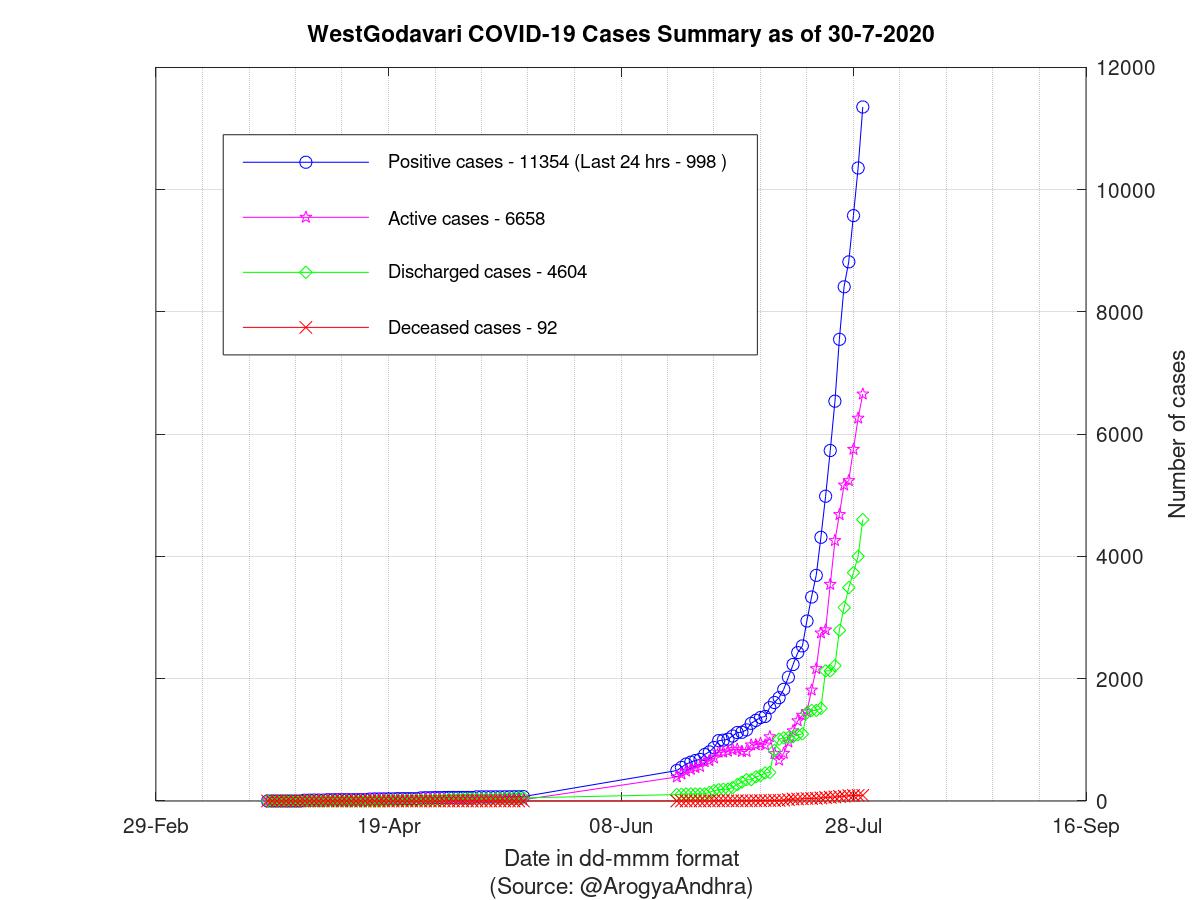 WestGodavari COVID-19 Cases Summary as of 30-7-2020
12000
10000
8000
6000
4000
2000
0
Number of cases
Positive cases - 11354 (Last 24 hrs - 998 )
Active cases - 6658
Discharged cases - 4604
Deceased cases - 92
29-Feb 19-Apr 08-Jun 28-Jul 16-Sep
Date in dd-mmm format
(Source: @ArogyaAndhra)